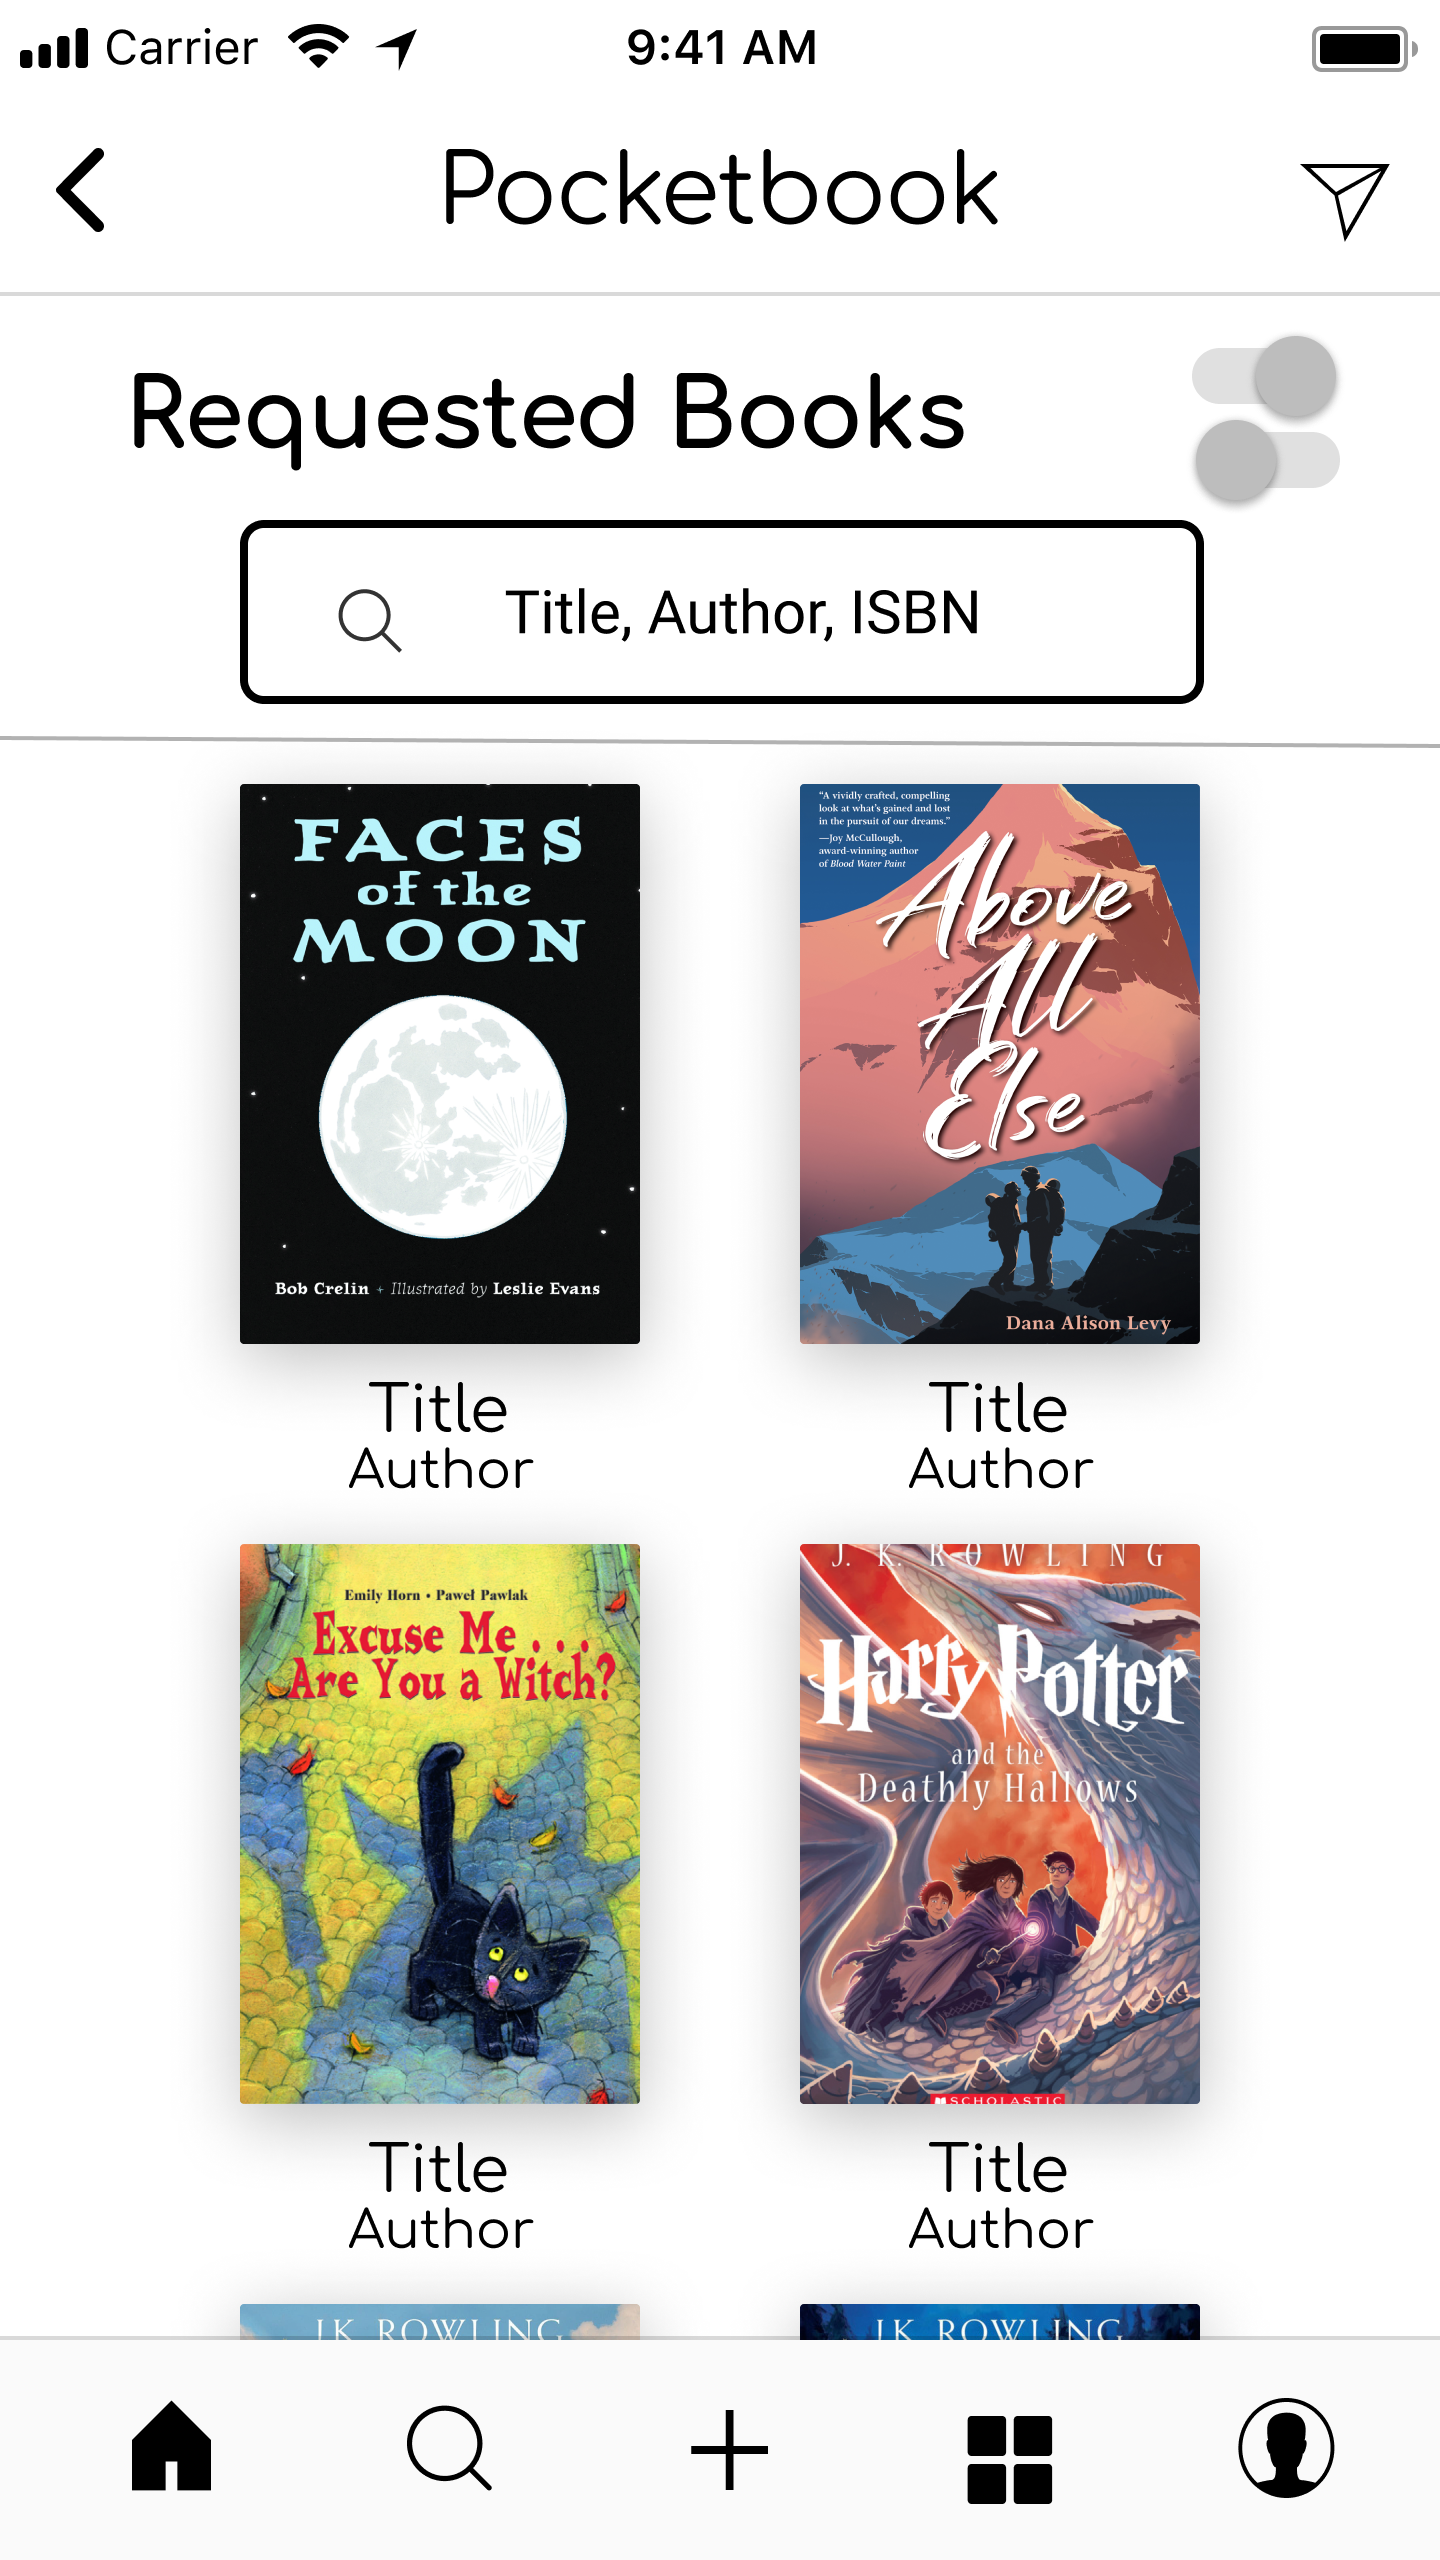 Carrier 9:41 AM
Pocketbook
Requested Books
Title, Author, ISBN
FACES
of the
MOON
Bob Crelin + Illustrated by Leslie Evans
"A vividly crafted, compelling
look at what's gained and lost
in the pursuit of our dreams."
—Joy McCullough,
award-winning author
of Blood Water Paint
Above
All
Else
Dana Alison Levy
Title
Author
Title
Author
Emily Horn • Paweł Pawlak
Excuse Me . . .
Are You a Witch?
J. K. ROWLING
Harry Potter
and the
Deathly Hallows
SCHOLASTIC
Title
Author
Title
Author
J.K. ROWLING
J.K. ROWLING